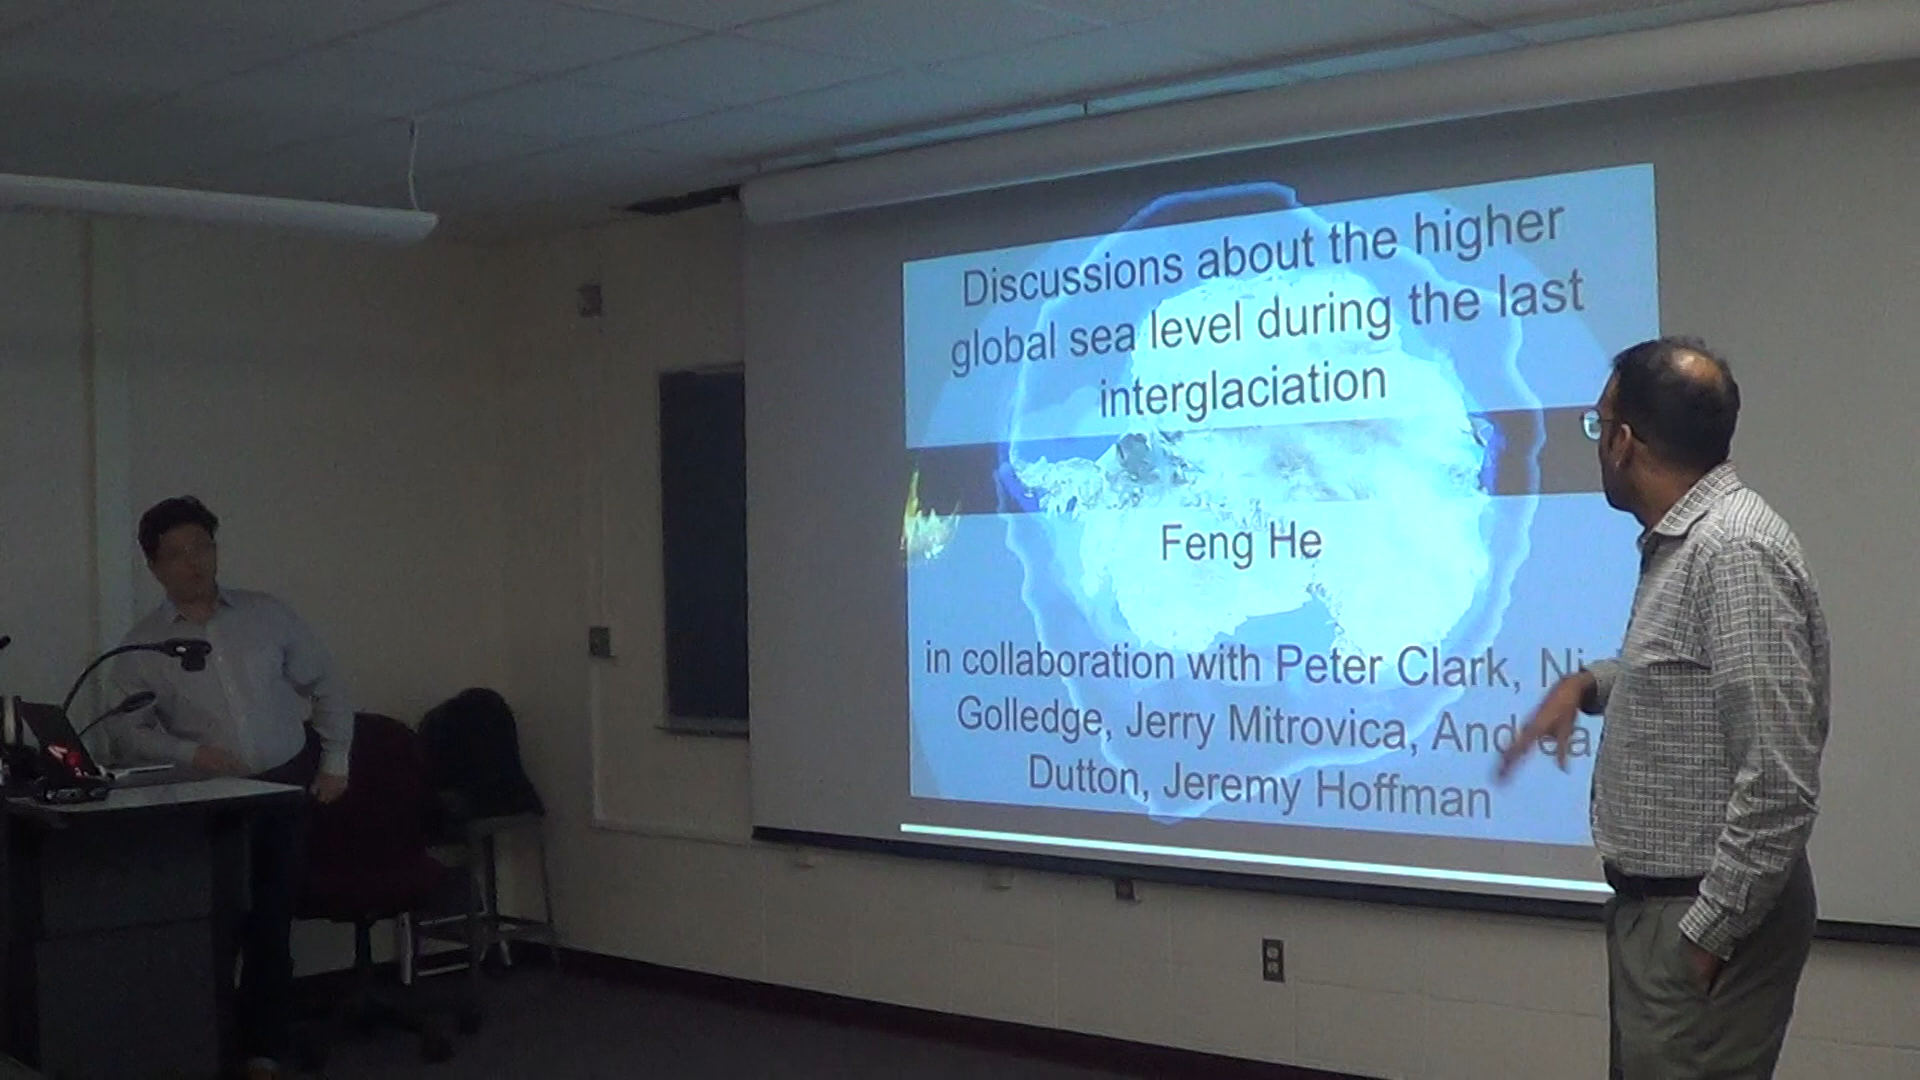 Discussions about the higher
global sea level during the last
interglaciation
Feng He
in collaboration with Peter Clark,
Golledge, Jerry Mitrovica, Andrea
Dutton, Jeremy Hoffman